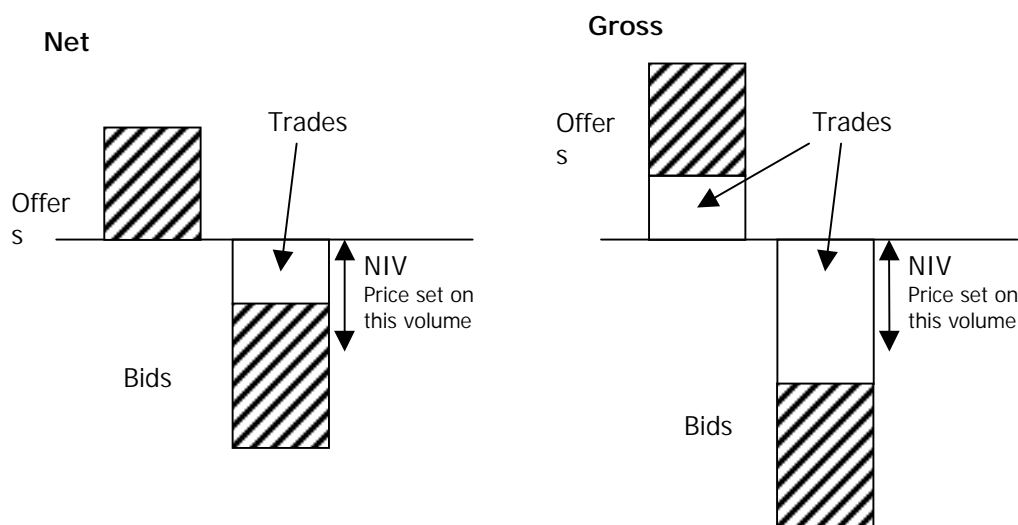 Net
Trades
Offer
s
NIV
Price set on
this volume
Bids
Gross
Trades
Offer
s
NIV
Price set on
this volume
Bids